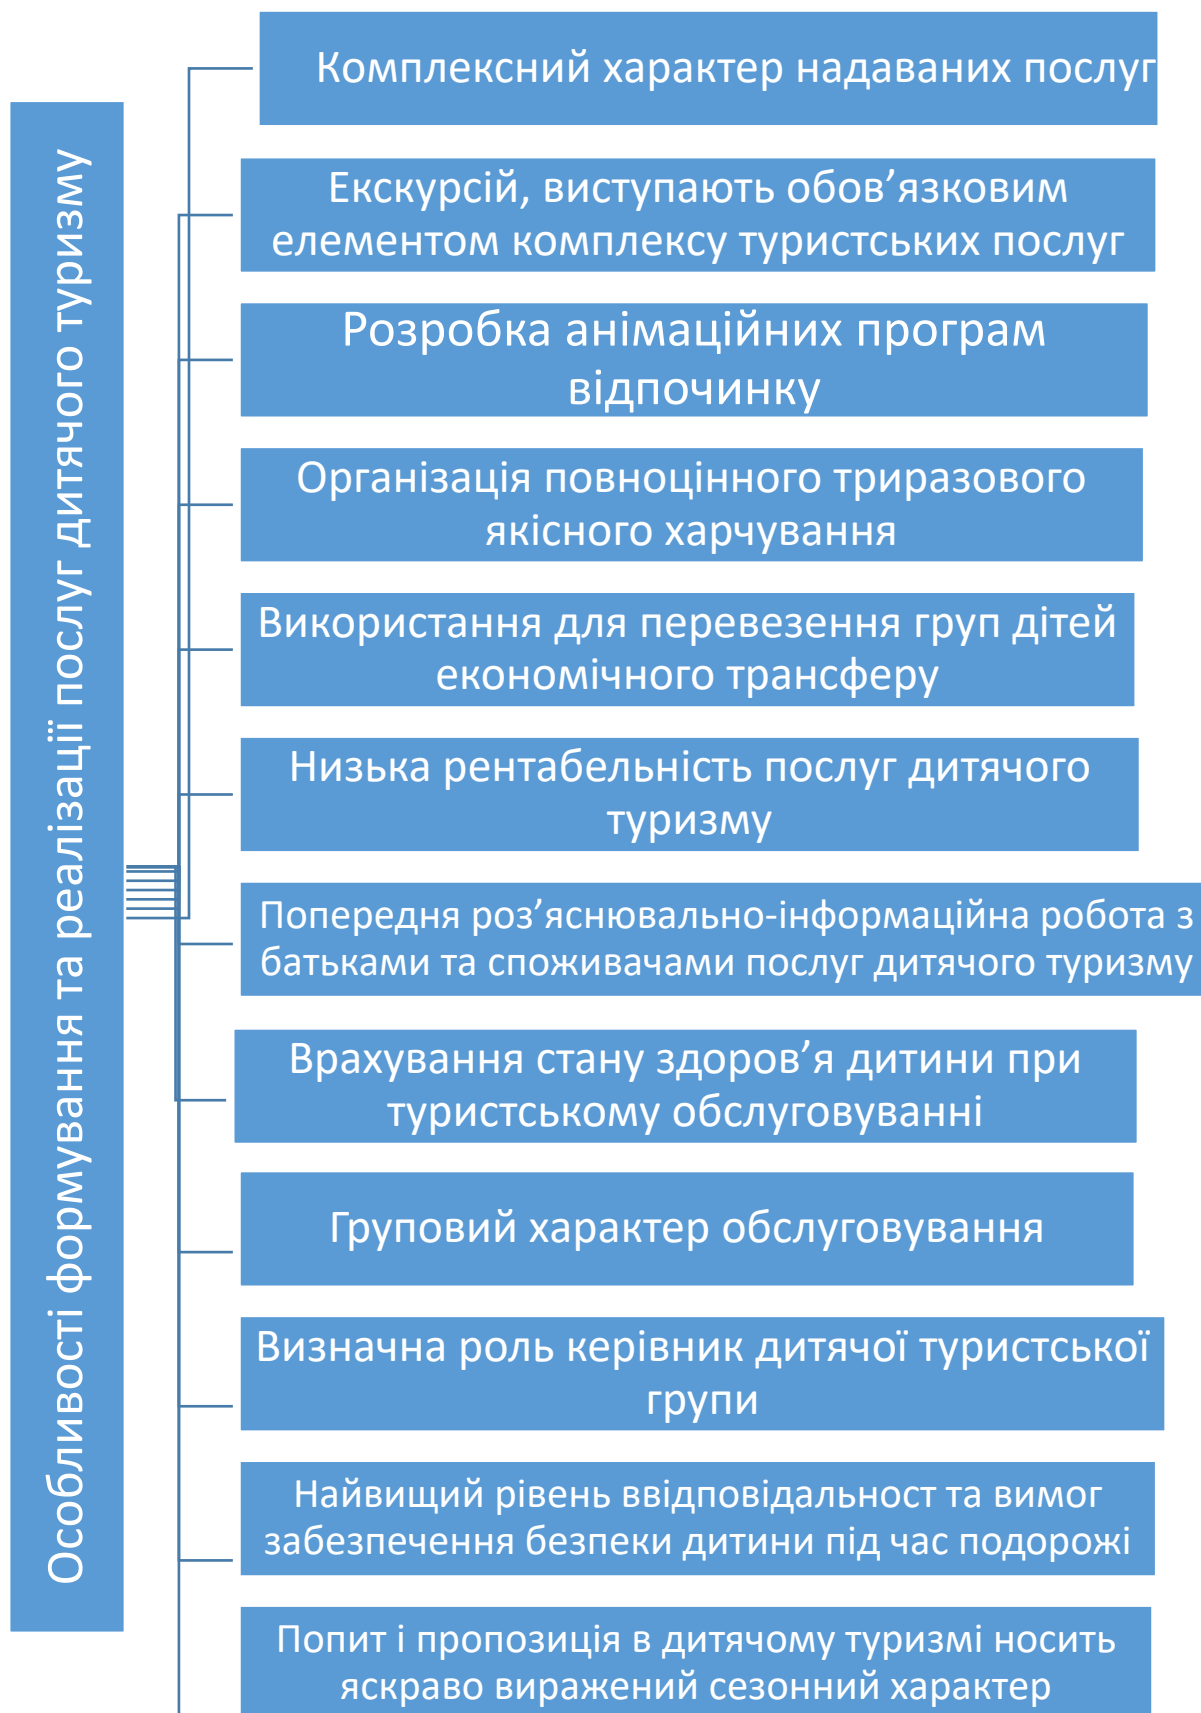 Особливості формування та реалізації послуг дитячого туризму
Комплексний характер надаваних послуг
Екскурсій, виступають обов’язковим
елементом комплексу туристських послуг
Розробка анімаційних програм
відпочинку
Організація повноцінного триразового
якісного харчування
Використання для перевезення груп дітей
економічного трансферу
Низька рентабельність послуг дитячого
туризму
Попередня роз’яснювально-інформаційна робота з
батьками та споживачами послуг дитячого туризму
Врахування стану здоров’я дитини при
туристському обслуговуванні
Груповий характер обслуговування
Визначна роль керівник дитячої туристської
групи
Найвищий рівень ввідповідальност та вимог
забезпечення безпеки дитини під час подорожі
Попит і пропозиція в дитячому туризмі носить
яскраво виражений сезонний характер